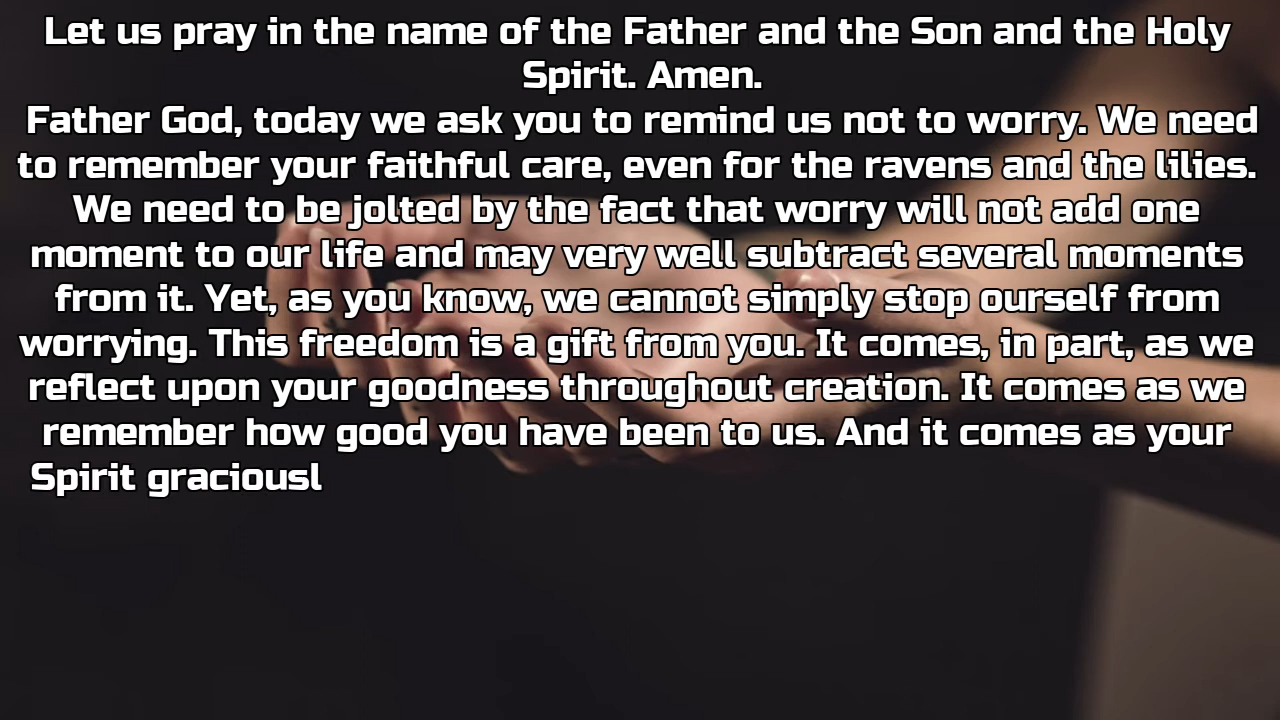 Let us pray in the name of the Father and the Son and the Holy
Spirit. Amen.
Father God, today we ask you to remind us not to worry. We need
to remember your faithful care, even for the ravens and the lilies.
We need to be jolted by the fact that worry will not add one
moment to our life and may very well subtract several moments
from it. Yet, as you know, we cannot simply stop ourself from
worrying. This freedom is a gift from you. It comes, in part, as we
reflect upon your goodness throughout creation. It comes as we
remember how good you have been to us. And it comes as your
Spirit graciousl